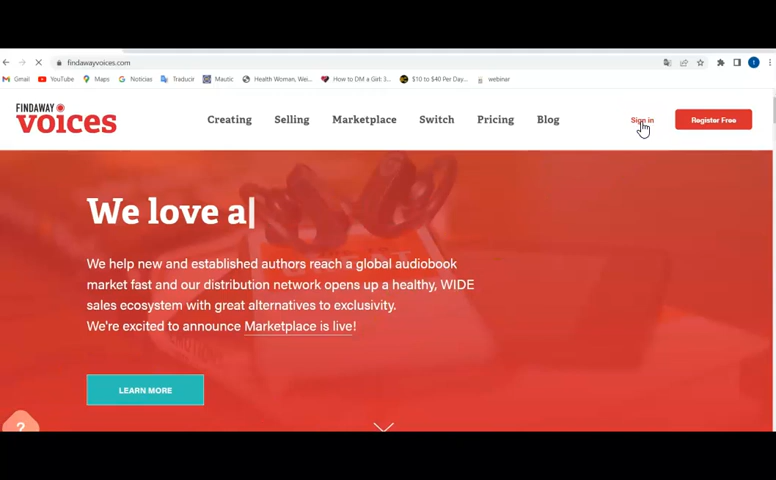 findawayvoices.com
Gmail YouTube Maps Noticias Traducir Mautic Health Woman, Wei... How to DM a Girl: 3... $10 to $40 Per Day... webinar
FINDAWAY
voices
Creating Selling Marketplace Switch Pricing Blog Sign in Register Free
We love a
We help new and established authors reach a global audiobook
market fast and our distribution network opens up a healthy, WIDE
sales ecosystem with great alternatives to exclusivity.
We're excited to announce Marketplace is live!
LEARN MORE
?